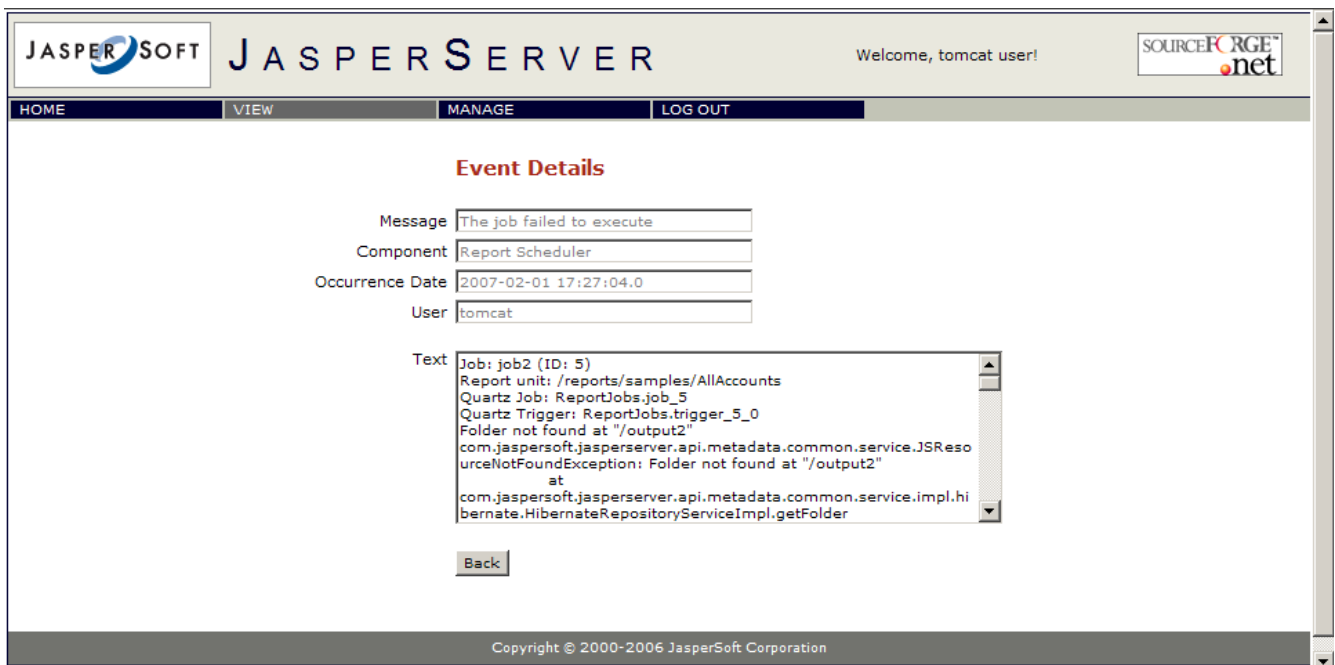 JASPERSOFT
JASPERSERVER
Welcome, tomcat user!
SOURCEFORGE™
.net
HOME VIEW MANAGE LOG OUT
Event Details
Message The job failed to execute
Component Report Scheduler
Occurrence Date 2007-02-01 17:27:04.0
User tomcat
Text Job: job2 (ID: 5)
Report unit: /reports/samples/AllAccounts
Quartz Job: ReportJobs.job_5
Quartz Trigger: ReportJobs.trigger_5_0
Folder not found at "/output2"
com.jaspersoft.jasperserver.api.metadata.common.service.JSReso
urceNotFoundException: Folder not found at "/output2"
at
com.jaspersoft.jasperserver.api.metadata.common.service.impl.hi
bernate.HibernateRepositoryServiceImpl.getFolder
Back
Copyright © 2000-2006 JasperSoft Corporation